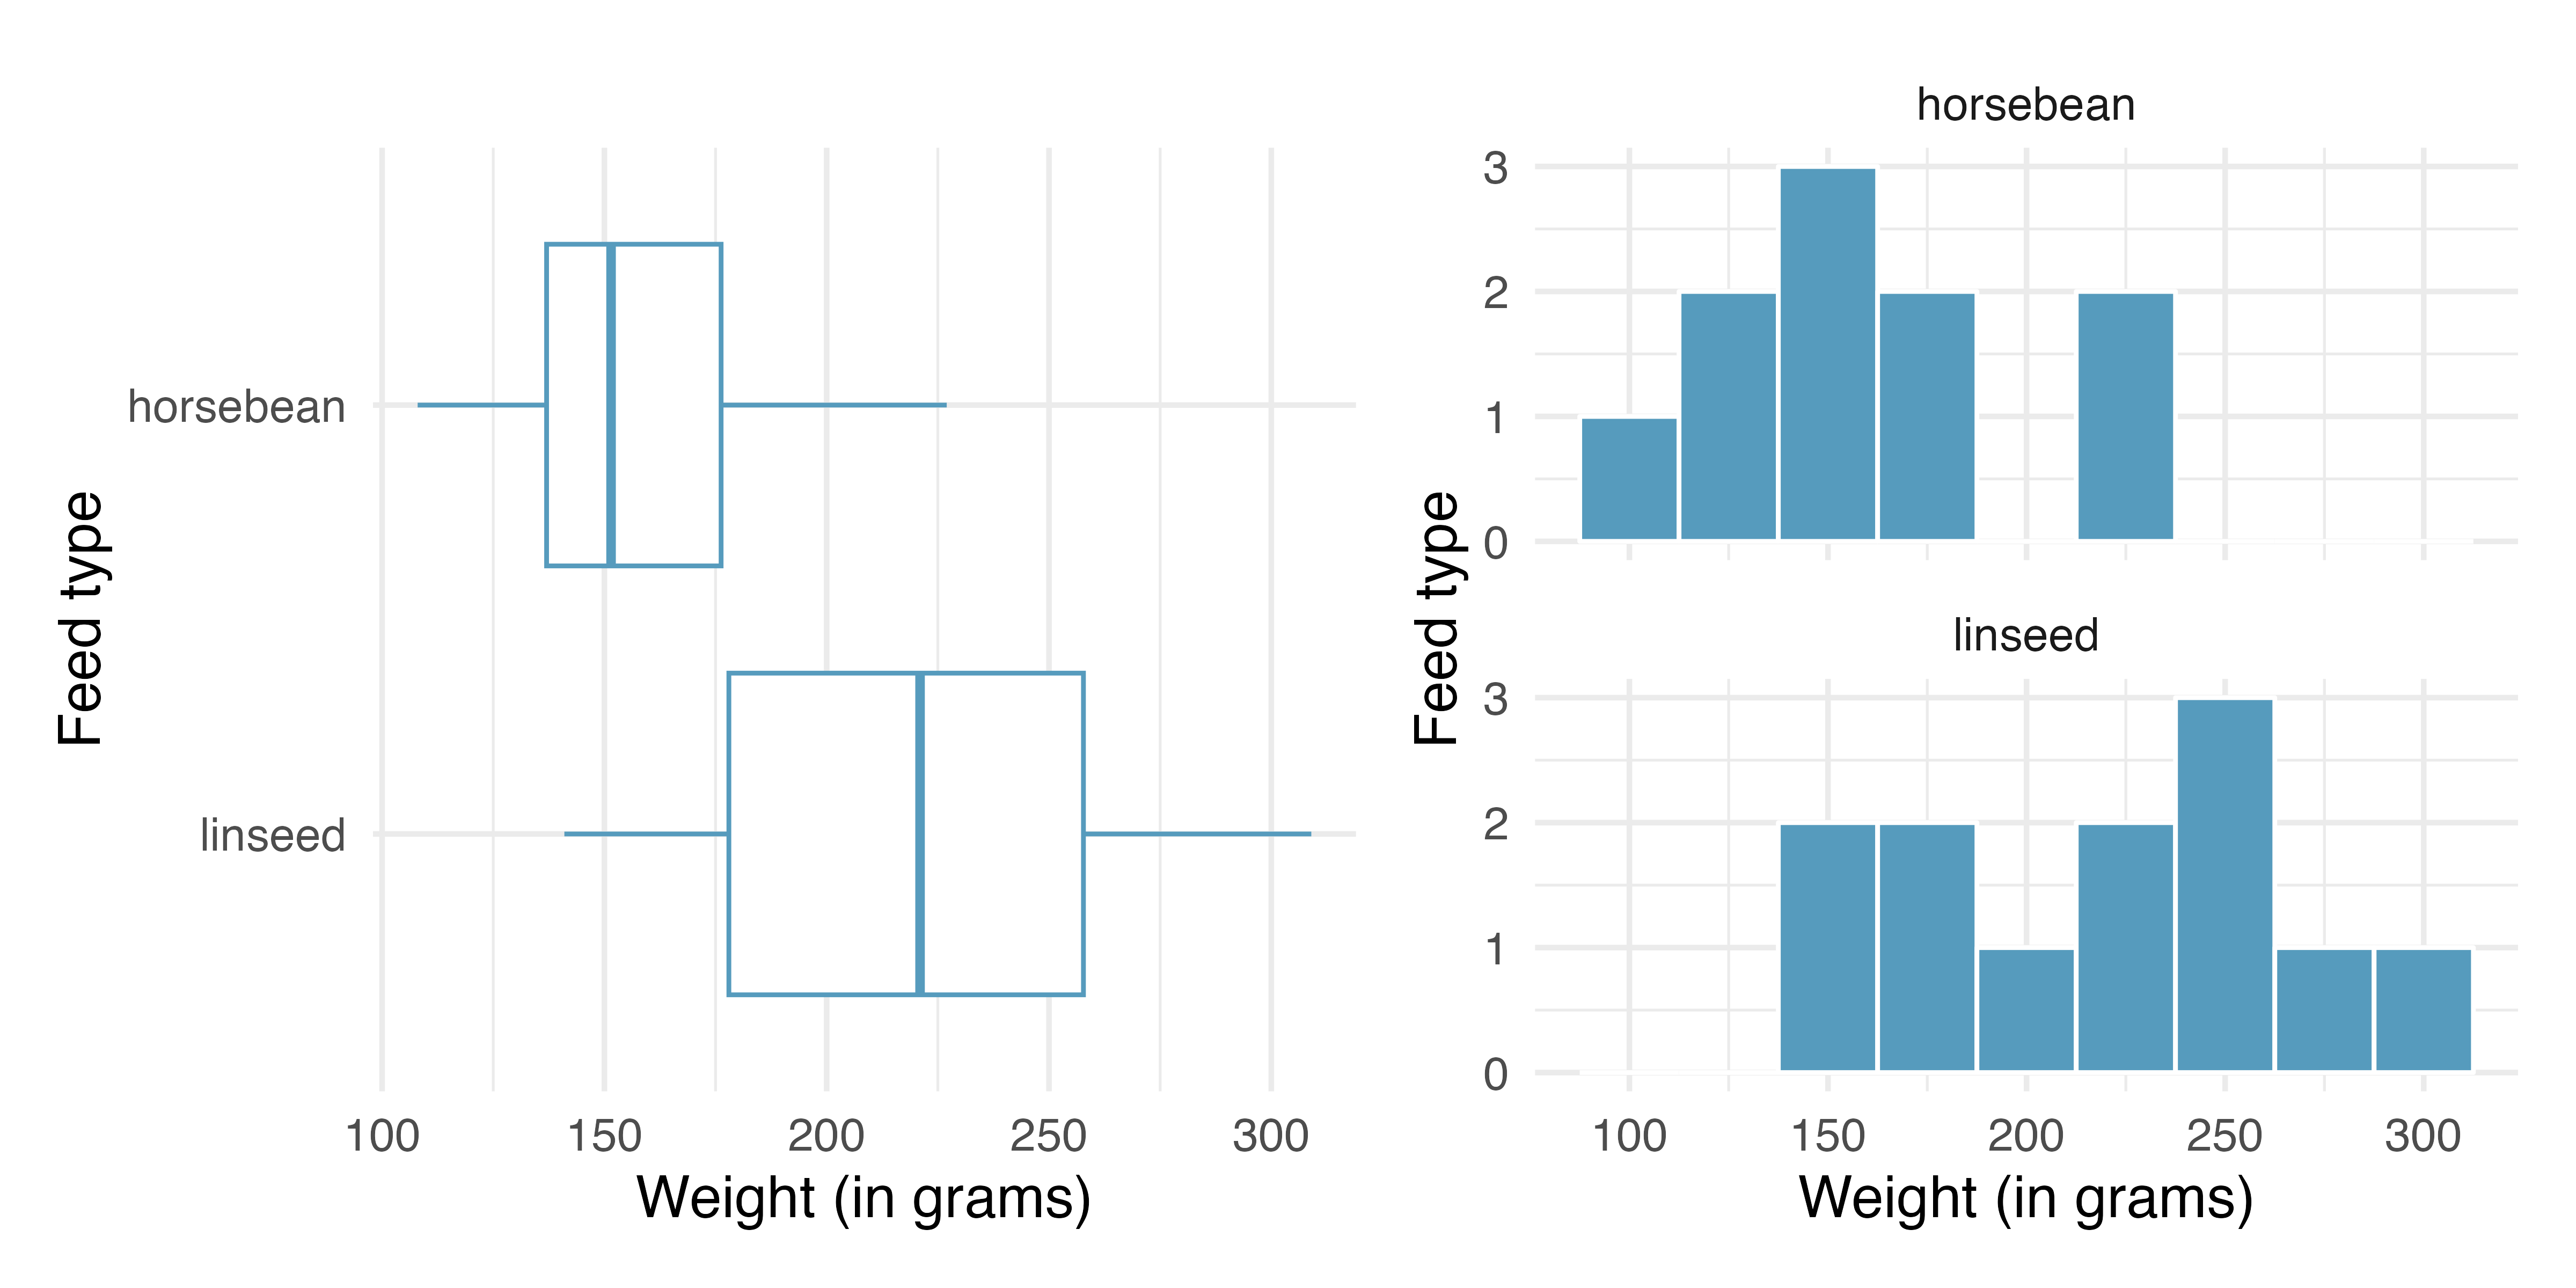 Feed type
horsebean
linseed
100 150 200 250 300
Weight (in grams)
Feed type
horsebean
3
2
1
0
linseed
3
2
1
0
100 150 200 250 300
Weight (in grams)